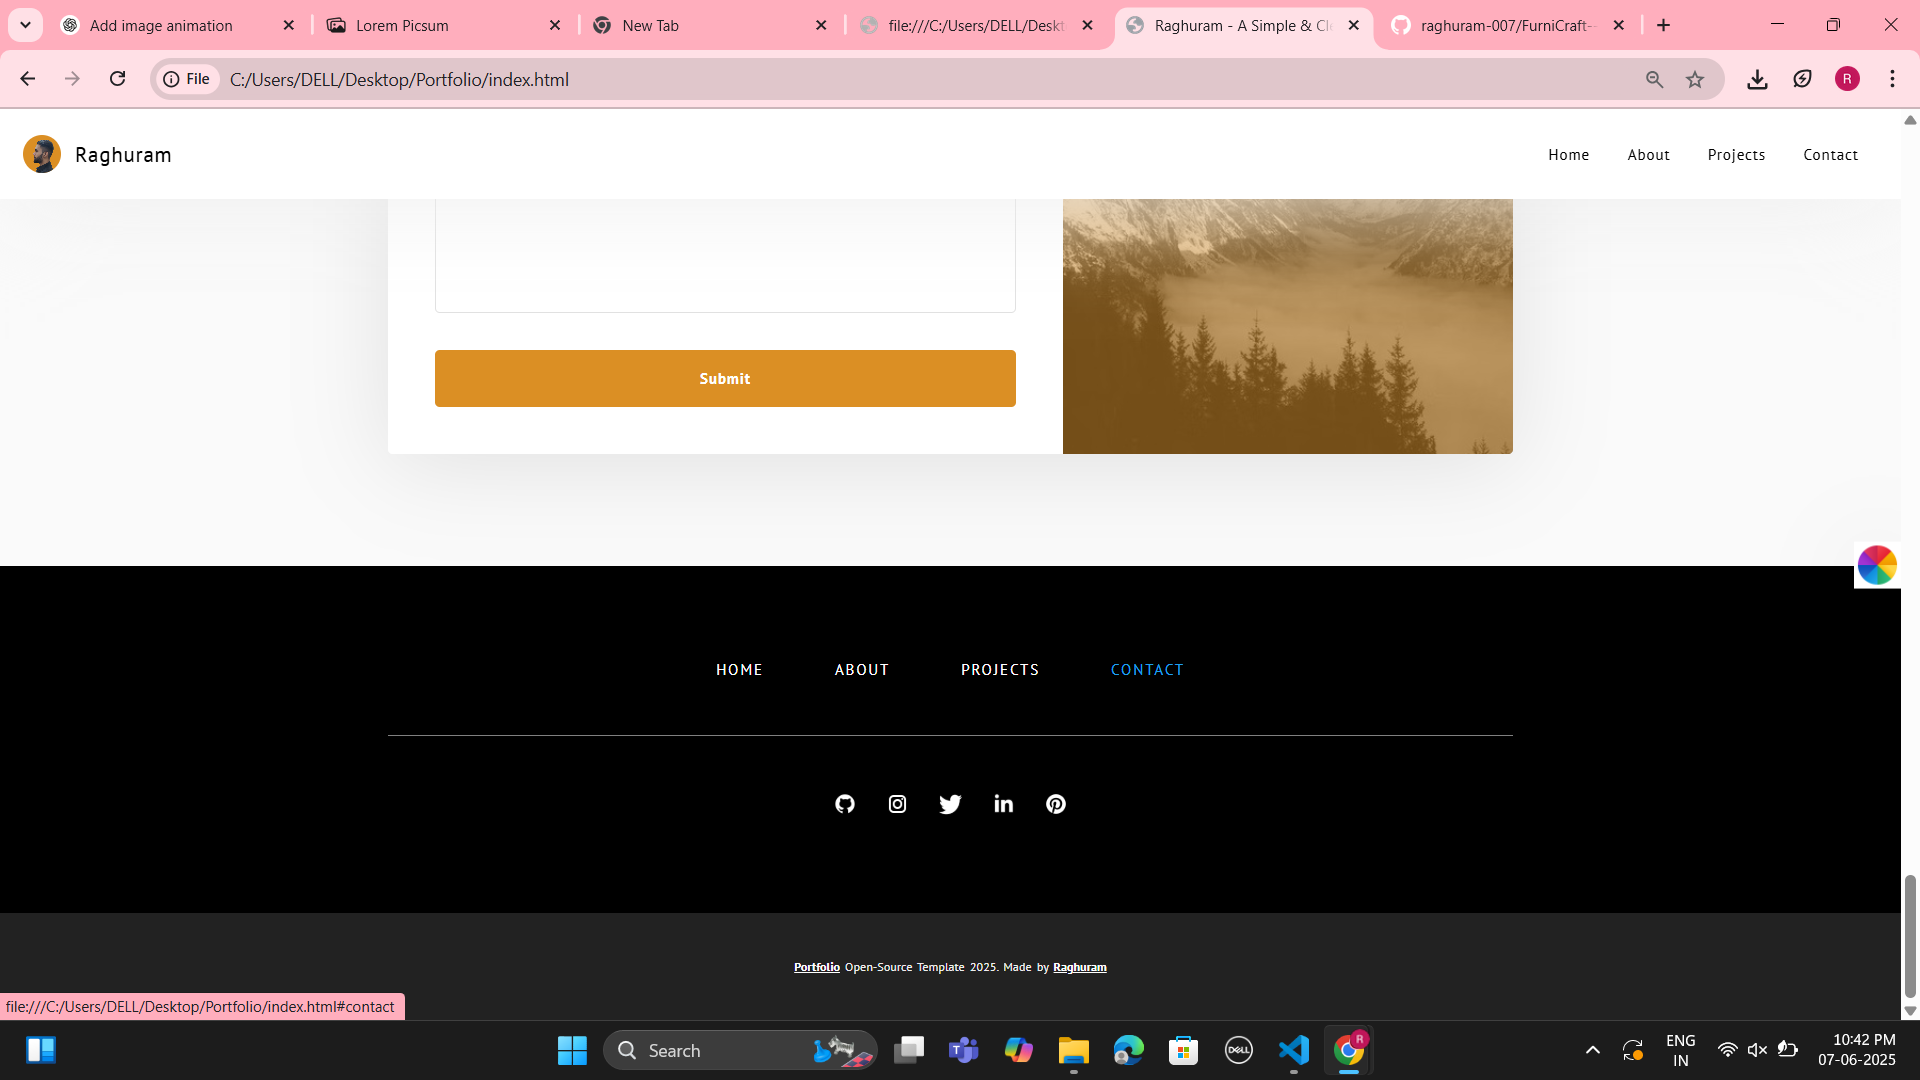 Add image animation
Lorem Picsum
New Tab
file:///C:/Users/DELL/Deskt
Raghuram - A Simple & Cl
raghuram-007/FurniCraft-
File
C:/Users/DELL/Desktop/Portfolio/index.html
R
Raghuram
Home
About
Projects
Contact
Submit
HOME
ABOUT
PROJECTS
CONTACT
Portfolio Open-Source Template 2025. Made by Raghuram
file:///C:/Users/DELL/Desktop/Portfolio/index.html#contact
Search
DELL
R
ENG
IN
10:42 PM
07-06-2025